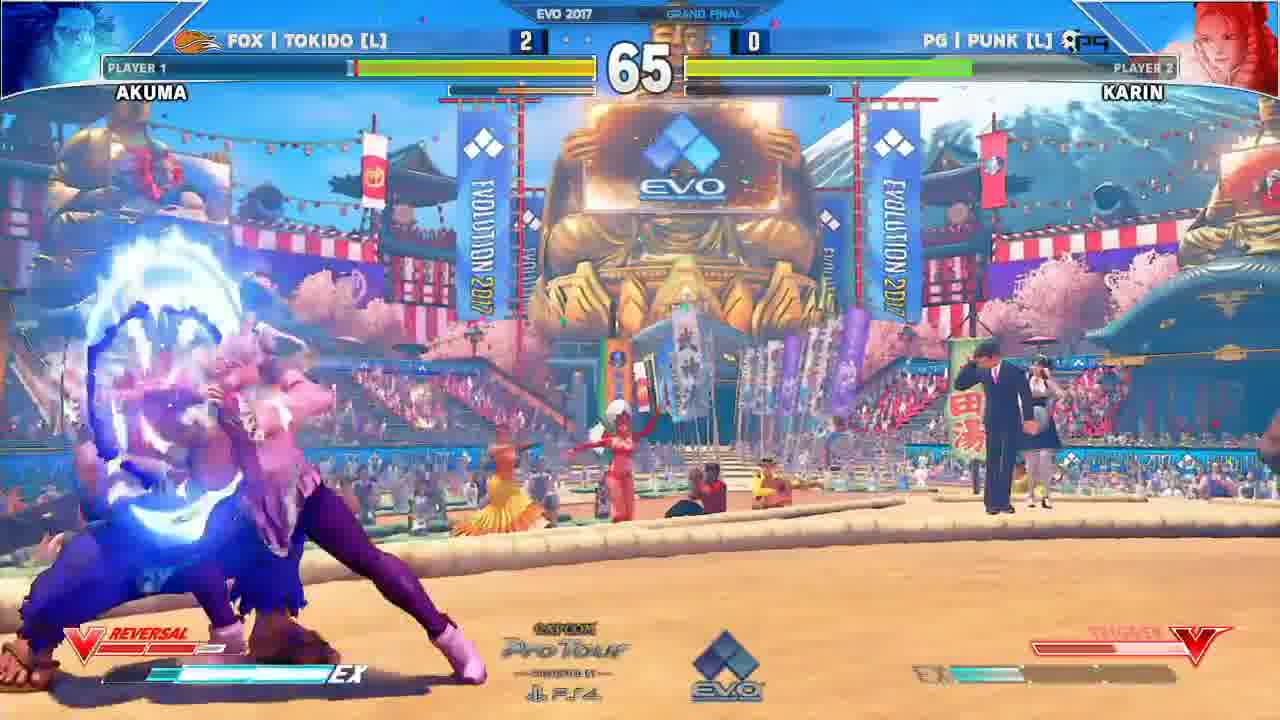 EVO 2017 GRAND FINAL
FOX | TOKIDO [L] 2 65 0 PG | PUNK [L]
PLAYER 1 PLAYER 2
AKUMA KARIN
EVO
EVOLUTION 2017
EVOLUTION 2017
REVERSAL
TRIGGER
EX
EX
CAPCOM
Pro Tour
PS4
EVO